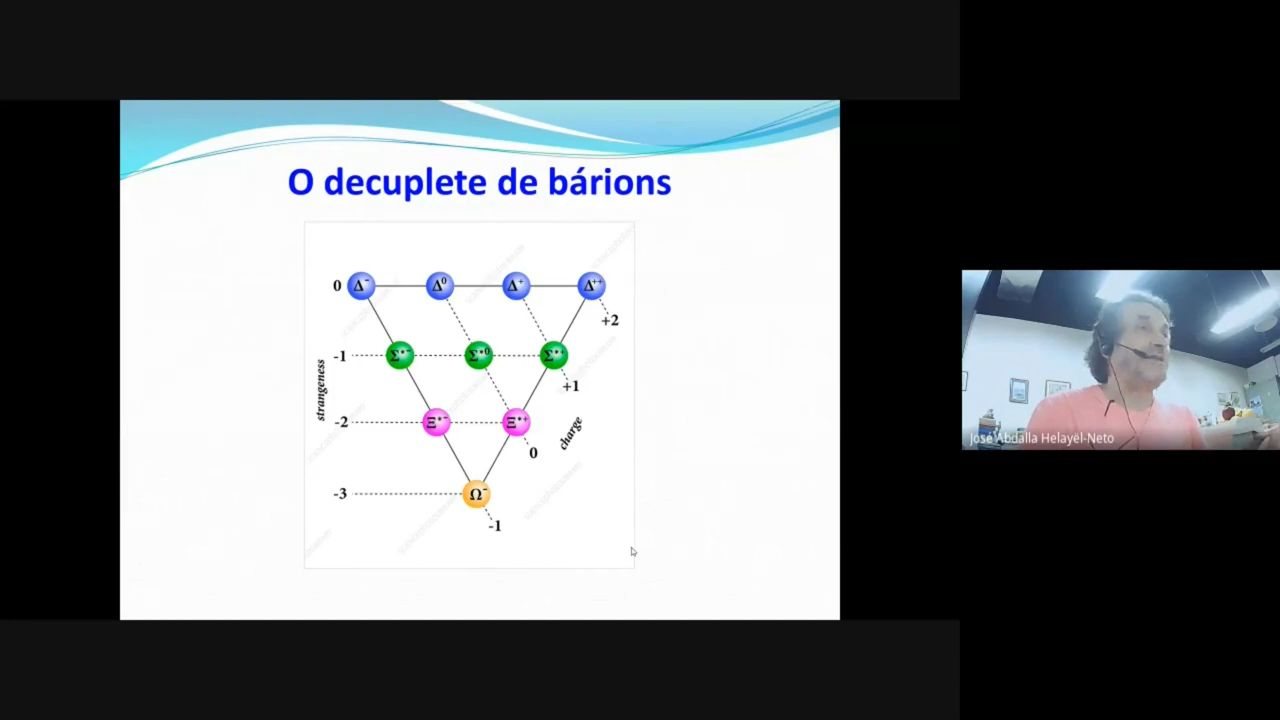 O decuplete de bárions
0 Δ⁻ Δ⁰ Δ⁺ Δ⁺⁺
+2
-1 Σ*⁻ Σ*⁰ Σ*⁺
+1
strangeness
-2 Ξ*⁻ Ξ*⁺
charge
0
-3 Ω⁻
-1
José Abdalla Helayël-Neto